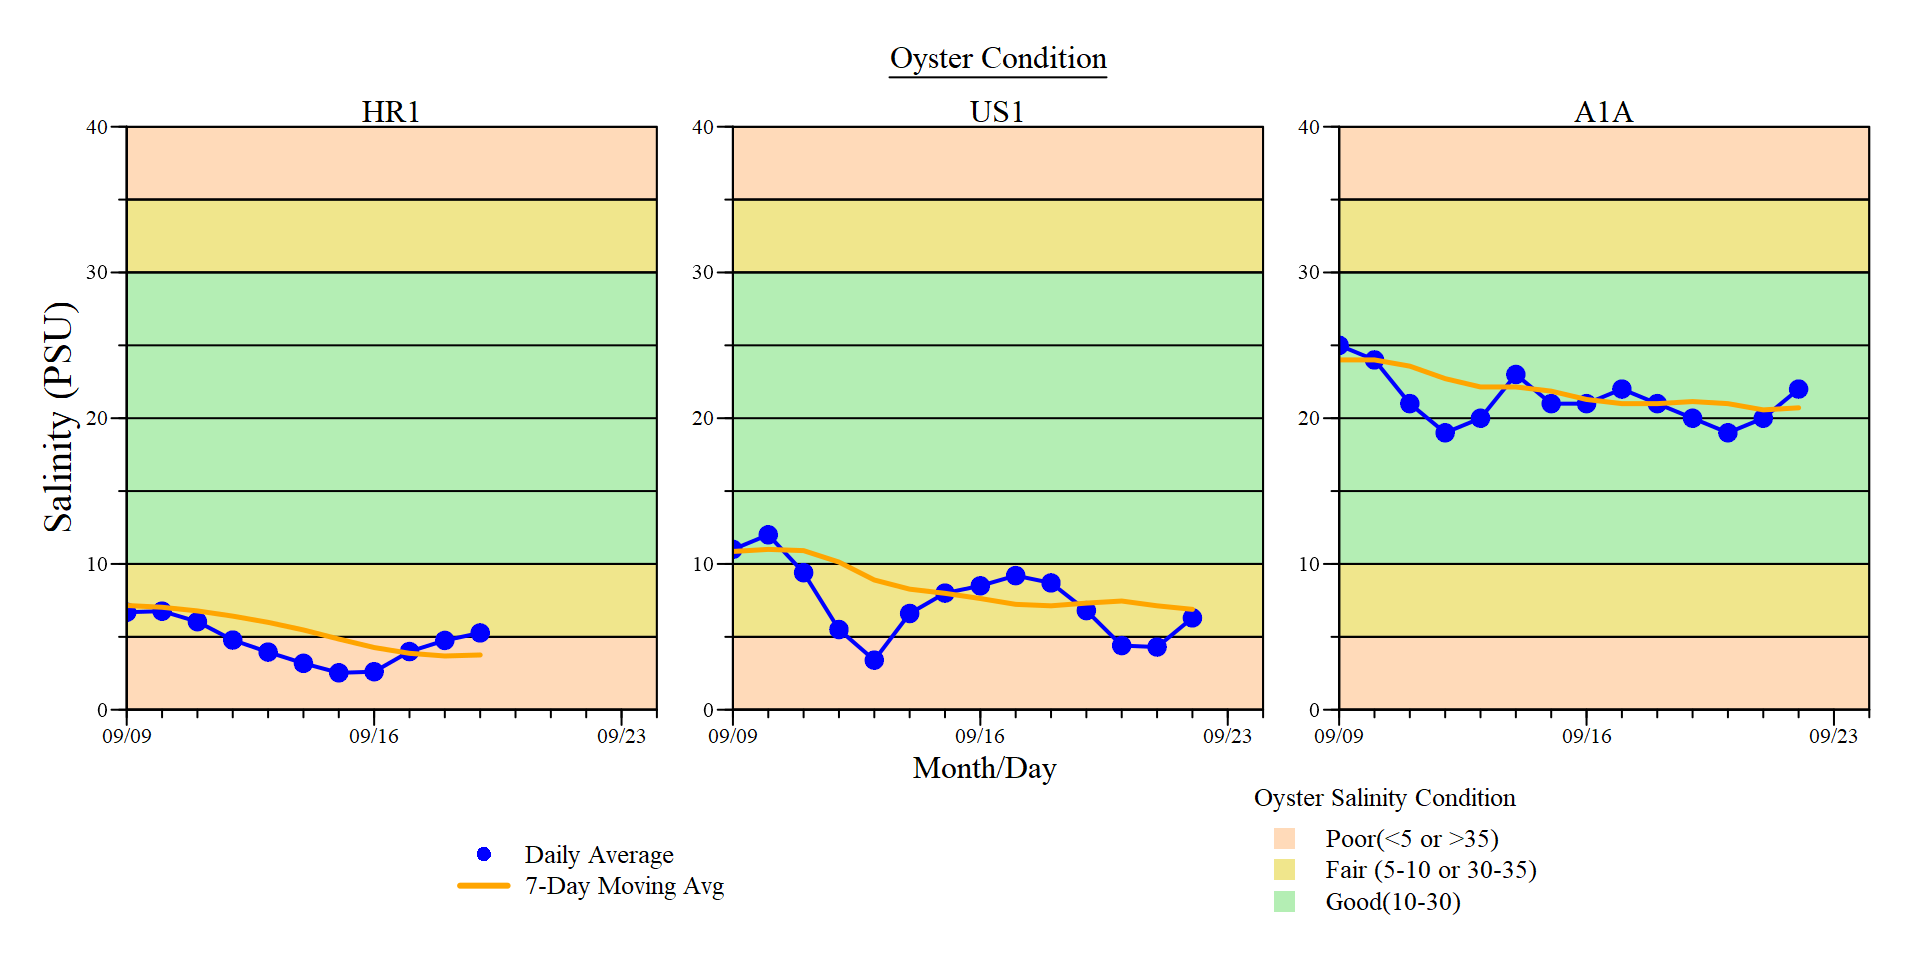 Oyster Condition
HR1
US1
A1A
Salinity (PSU)
40
30
20
10
0
09/09
09/16
09/23
40
30
20
10
0
09/09
09/16
09/23
40
30
20
10
0
09/09
09/16
09/23
Month/Day
Daily Average
7-Day Moving Avg
Oyster Salinity Condition
Poor(<5 or >35)
Fair (5-10 or 30-35)
Good(10-30)